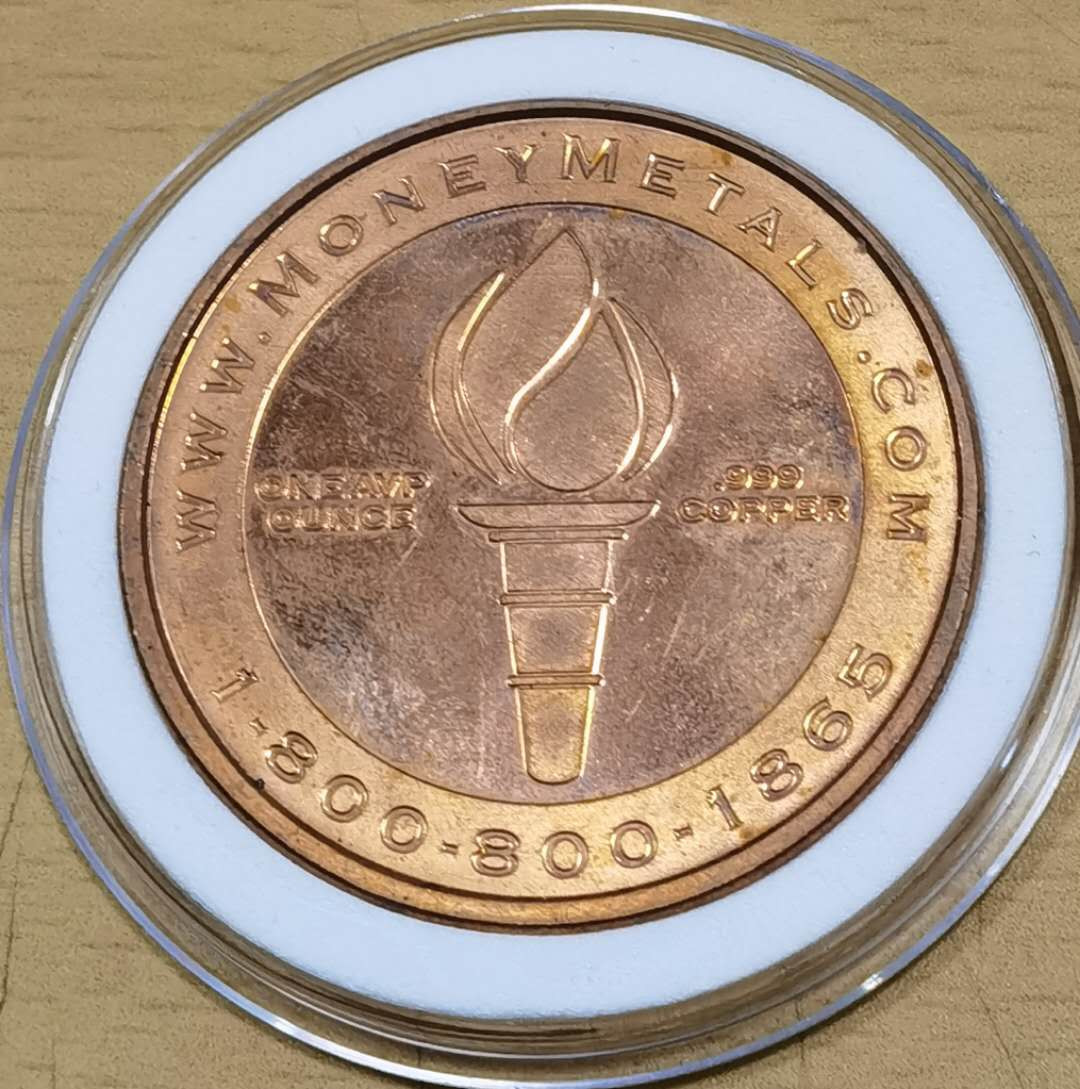 WWW.MONEYMETALS.COM
ONE AVP
OUNCE
.999
COPPER
1-800-800-1865